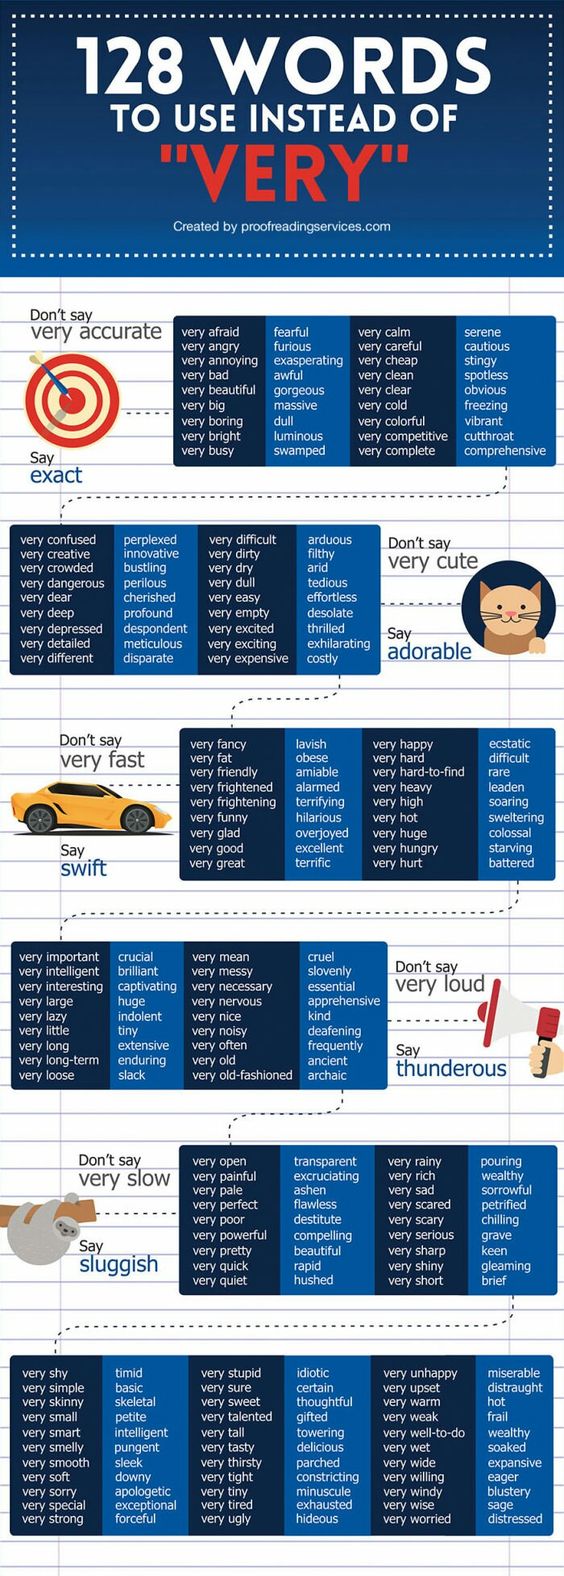 128 WORDS
TO USE INSTEAD OF
"VERY"
Created by proofreadingservices.com
Don't say
very accurate
Say
exact
very afraid fearful very calm serene
very angry furious very careful cautious
very annoying exasperating very cheap stingy
very bad awful very clean spotless
very beautiful gorgeous very clear obvious
very big massive very cold freezing
very boring dull very colorful vibrant
very bright luminous very competitive cutthroat
very busy swamped very complete comprehensive
very confused perplexed very difficult arduous
very creative innovative very dirty filthy
very crowded bustling very dry arid
very dangerous perilous very dull tedious
very dear cherished very easy effortless
very deep profound very empty desolate
very depressed despondent very excited thrilled
very detailed meticulous very exciting exhilarating
very different disparate very expensive costly
Don't say
very cute
Say
adorable
Don't say
very fast
Say
swift
very fancy lavish very happy ecstatic
very fat obese very hard difficult
very friendly amiable very hard-to-find rare
very frightened alarmed very heavy leaden
very frightening terrifying very high soaring
very funny hilarious very hot sweltering
very glad overjoyed very huge colossal
very good excellent very hungry starving
very great terrific very hurt battered
very important crucial very mean cruel
very intelligent brilliant very messy slovenly
very interesting captivating very necessary essential
very large huge very nervous apprehensive
very lazy indolent very nice kind
very little tiny very noisy deafening
very long extensive very often frequently
very long-term enduring very old ancient
very loose slack very old-fashioned archaic
Don't say
very loud
Say
thunderous
Don't say
very slow
Say
sluggish
very open transparent very rainy pouring
very painful excruciating very rich wealthy
very pale ashen very sad sorrowful
very perfect flawless very scared petrified
very poor destitute very scary chilling
very powerful compelling very serious grave
very pretty beautiful very sharp keen
very quick rapid very shiny gleaming
very quiet hushed very short brief
very shy timid very stupid idiotic very unhappy miserable
very simple basic very sure certain very upset distraught
very skinny skeletal very sweet thoughtful very warm hot
very small petite very talented gifted very weak frail
very smart intelligent very tall towering very well-to-do wealthy
very smelly pungent very tasty delicious very wet soaked
very smooth sleek very thirsty parched very wide expansive
very soft downy very tight constricting very willing eager
very sorry apologetic very tiny minuscule very windy blustery
very special exceptional very tired exhausted very wise sage
very strong forceful very ugly hideous very worried distressed